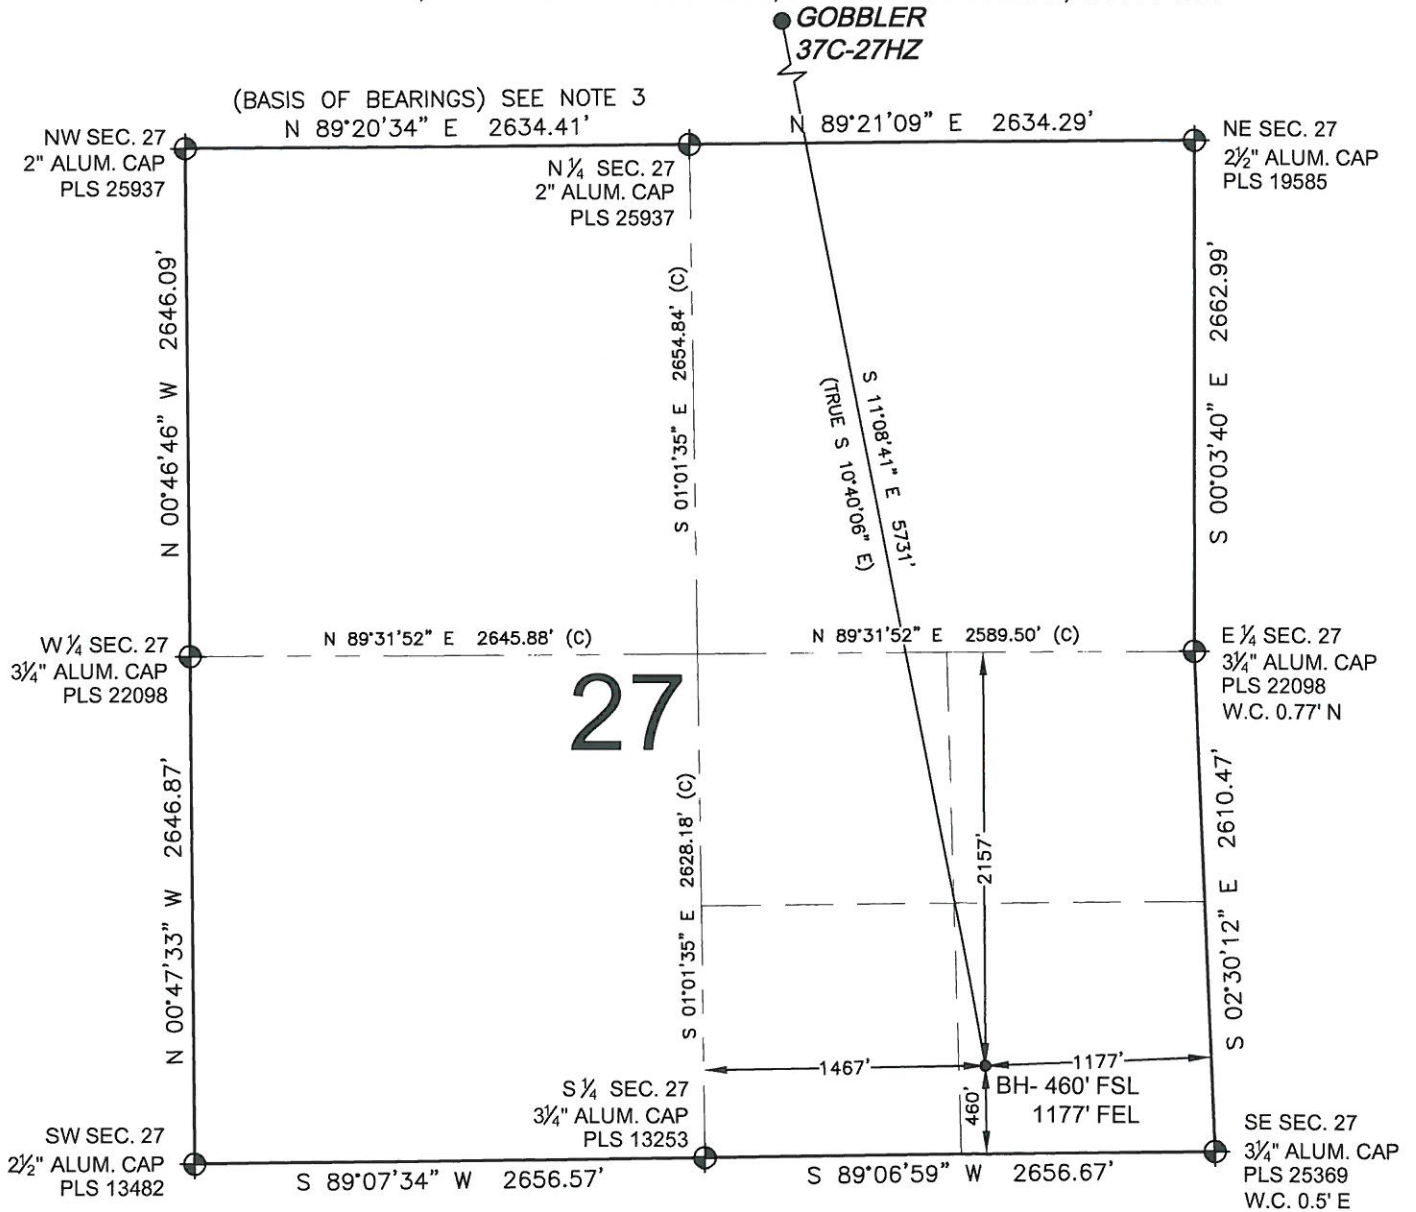 GOBBLER
37C-27HZ
(BASIS OF BEARINGS) SEE NOTE 3
N 89°20'34" E 2634.41'
N 89°21'09" E 2634.29'
NW SEC. 27
2" ALUM. CAP
PLS 25937
N ¼ SEC. 27
2" ALUM. CAP
PLS 25937
NE SEC. 27
2½" ALUM. CAP
PLS 19585
N 00°46'46" W 2646.09'
S 01°01'35" E 2654.84' (C)
S 11°08'41" E 5731'
(TRUE S 10°40'06" E)
S 00°03'40" E 2662.99'
W ¼ SEC. 27
3¼" ALUM. CAP
PLS 22098
N 89°31'52" E 2645.88' (C)
N 89°31'52" E 2589.50' (C)
E ¼ SEC. 27
3¼" ALUM. CAP
PLS 22098
W.C. 0.77' N
27
N 00°47'33" W 2646.87'
S 01°01'35" E 2628.18' (C)
2157'
S 02°30'12" E 2610.47'
1467'
1177'
460'
BH- 460' FSL
1177' FEL
S ¼ SEC. 27
3¼" ALUM. CAP
PLS 13253
SW SEC. 27
2½" ALUM. CAP
PLS 13482
S 89°07'34" W 2656.57'
S 89°06'59" W 2656.67'
SE SEC. 27
3¼" ALUM. CAP
PLS 25369
W.C. 0.5' E